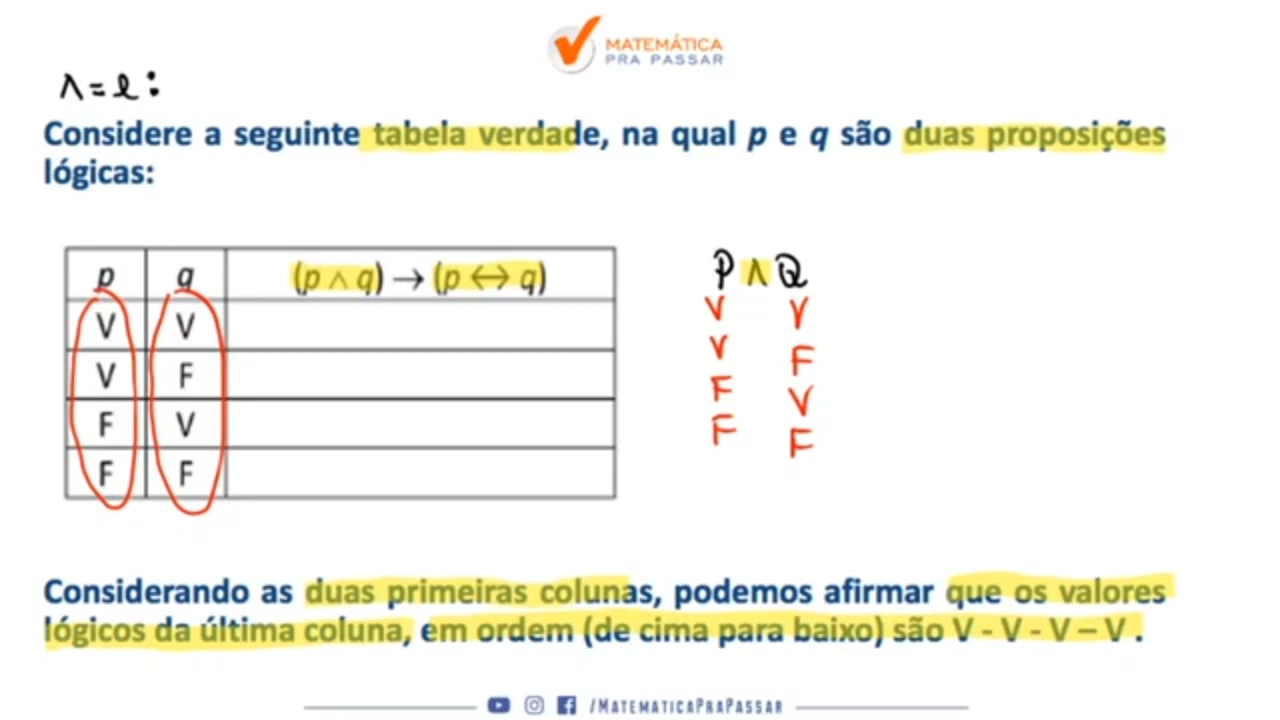 MATEMÁTICA
PRA PASSAR
∧ = e :
Considere a seguinte tabela verdade, na qual p e q são duas proposições
lógicas:
p q (p ∧ q) → (p ↔ q)
V V
V F
F V
F F
P ∧ Q
V V
V F
F V
F F
Considerando as duas primeiras colunas, podemos afirmar que os valores
lógicos da última coluna, em ordem (de cima para baixo) são V - V - V – V .
/MATEMATICAPRAPASSAR